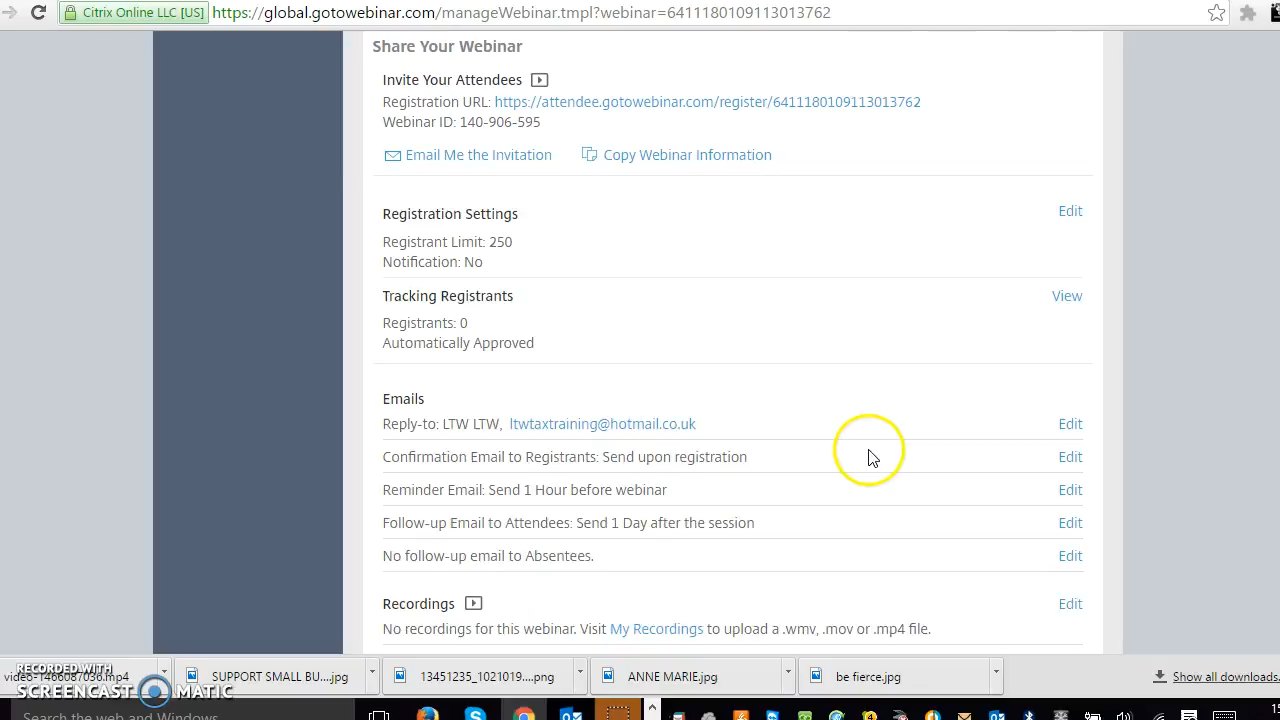 Citrix Online LLC [US]
https://global.gotowebinar.com/manageWebinar.tmpl?webinar=6411180109113013762
Share Your Webinar
Invite Your Attendees
Registration URL: https://attendee.gotowebinar.com/register/6411180109113013762
Webinar ID: 140-906-595
Email Me the Invitation
Copy Webinar Information
Registration Settings
Edit
Registrant Limit: 250
Notification: No
Tracking Registrants
View
Registrants: 0
Automatically Approved
Emails
Reply-to: LTW LTW, ltwtaxtraining@hotmail.co.uk
Edit
Confirmation Email to Registrants: Send upon registration
Edit
Reminder Email: Send 1 Hour before webinar
Edit
Follow-up Email to Attendees: Send 1 Day after the session
Edit
No follow-up email to Absentees.
Edit
Recordings
Edit
No recordings for this webinar. Visit My Recordings to upload a .wmv, .mov or .mp4 file.
video-1466087036.mp4
SUPPORT SMALL BU....jpg
13451235_1021019....png
ANNE MARIE.jpg
be fierce.jpg
Show all downloads.
RECORDED WITH
SCREENCAST MATIC
Search the web and Windows